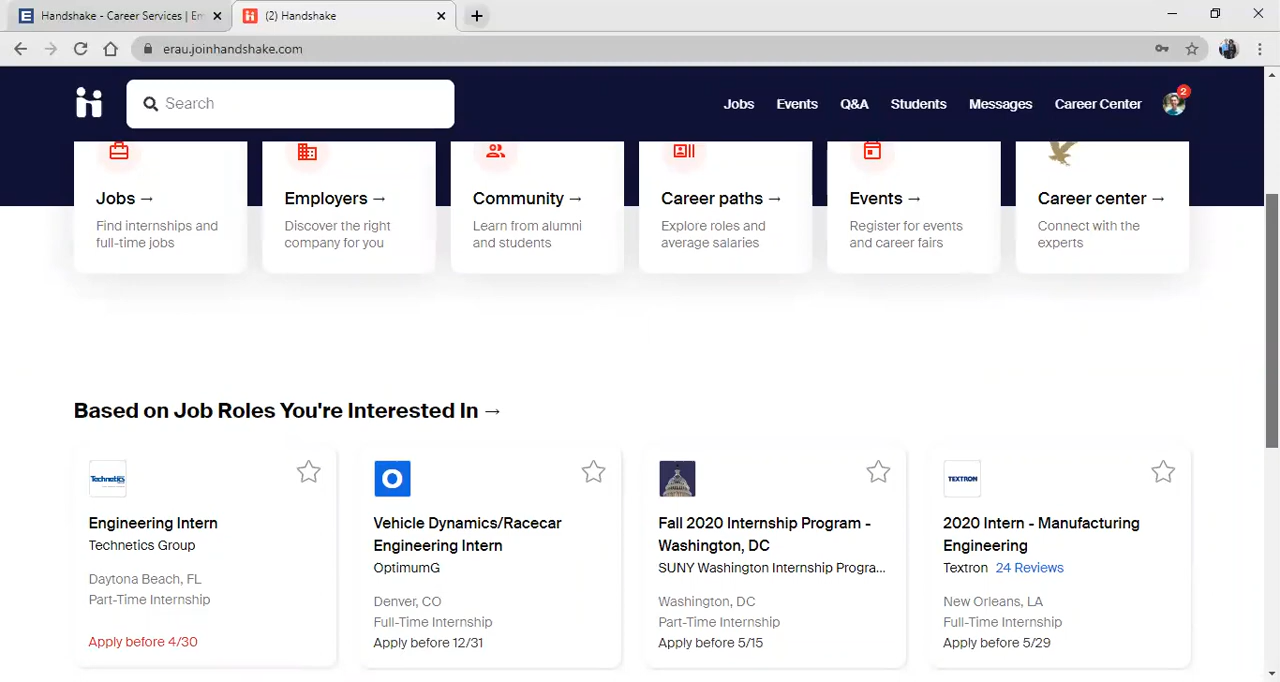 Handshake - Career Services | Em
(2) Handshake
erau.joinhandshake.com
Search
Jobs
Events
Q&A
Students
Messages
Career Center
2
Jobs →
Find internships and
full-time jobs
Employers →
Discover the right
company for you
Community →
Learn from alumni
and students
Career paths →
Explore roles and
average salaries
Events →
Register for events
and career fairs
Career center →
Connect with the
experts
Based on Job Roles You're Interested In →
Technetics
Engineering Intern
Technetics Group
Daytona Beach, FL
Part-Time Internship
Apply before 4/30
O
Vehicle Dynamics/Racecar
Engineering Intern
OptimumG
Denver, CO
Full-Time Internship
Apply before 12/31
Fall 2020 Internship Program -
Washington, DC
SUNY Washington Internship Progra...
Washington, DC
Part-Time Internship
Apply before 5/15
TEXTRON
2020 Intern - Manufacturing
Engineering
Textron 24 Reviews
New Orleans, LA
Full-Time Internship
Apply before 5/29